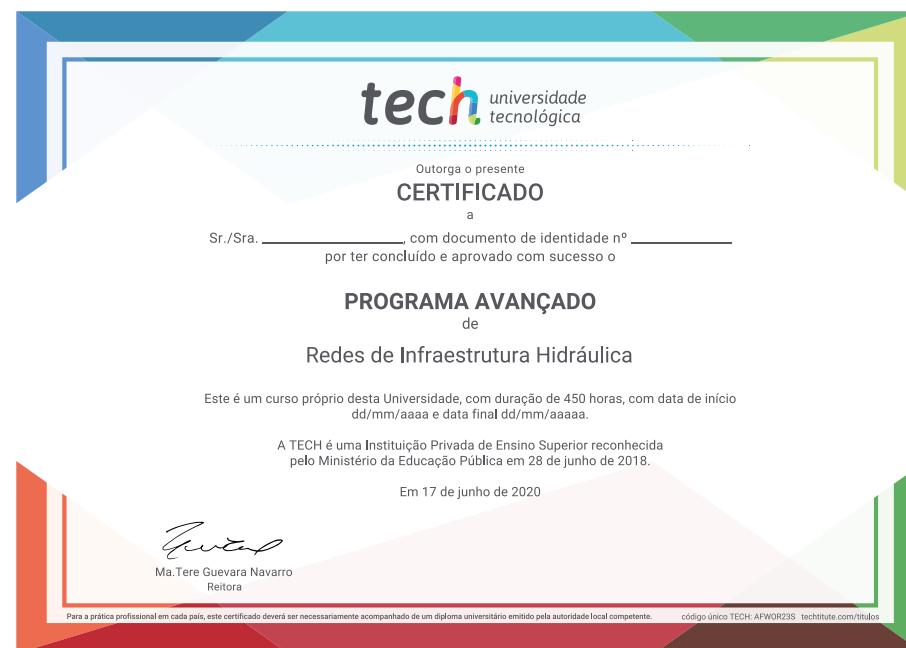 tech universidade
tecnológica
Outorga o presente
CERTIFICADO
a
Sr./Sra. ________________, com documento de identidade nº ____________
por ter concluído e aprovado com sucesso o
PROGRAMA AVANÇADO
de
Redes de Infraestrutura Hidráulica
Este é um curso próprio desta Universidade, com duração de 450 horas, com data de início
dd/mm/aaaa e data final dd/mm/aaaaa.
A TECH é uma Instituição Privada de Ensino Superior reconhecida
pelo Ministério da Educação Pública em 28 de junho de 2018.
Em 17 de junho de 2020
Ma.Tere Guevara Navarro
Reitora
Para a prática profissional em cada país, este certificado deverá ser necessariamente acompanhado de um diploma universitário emitido pela autoridade local competente. código único TECH: AFWOR23S techtitute.com/titulos